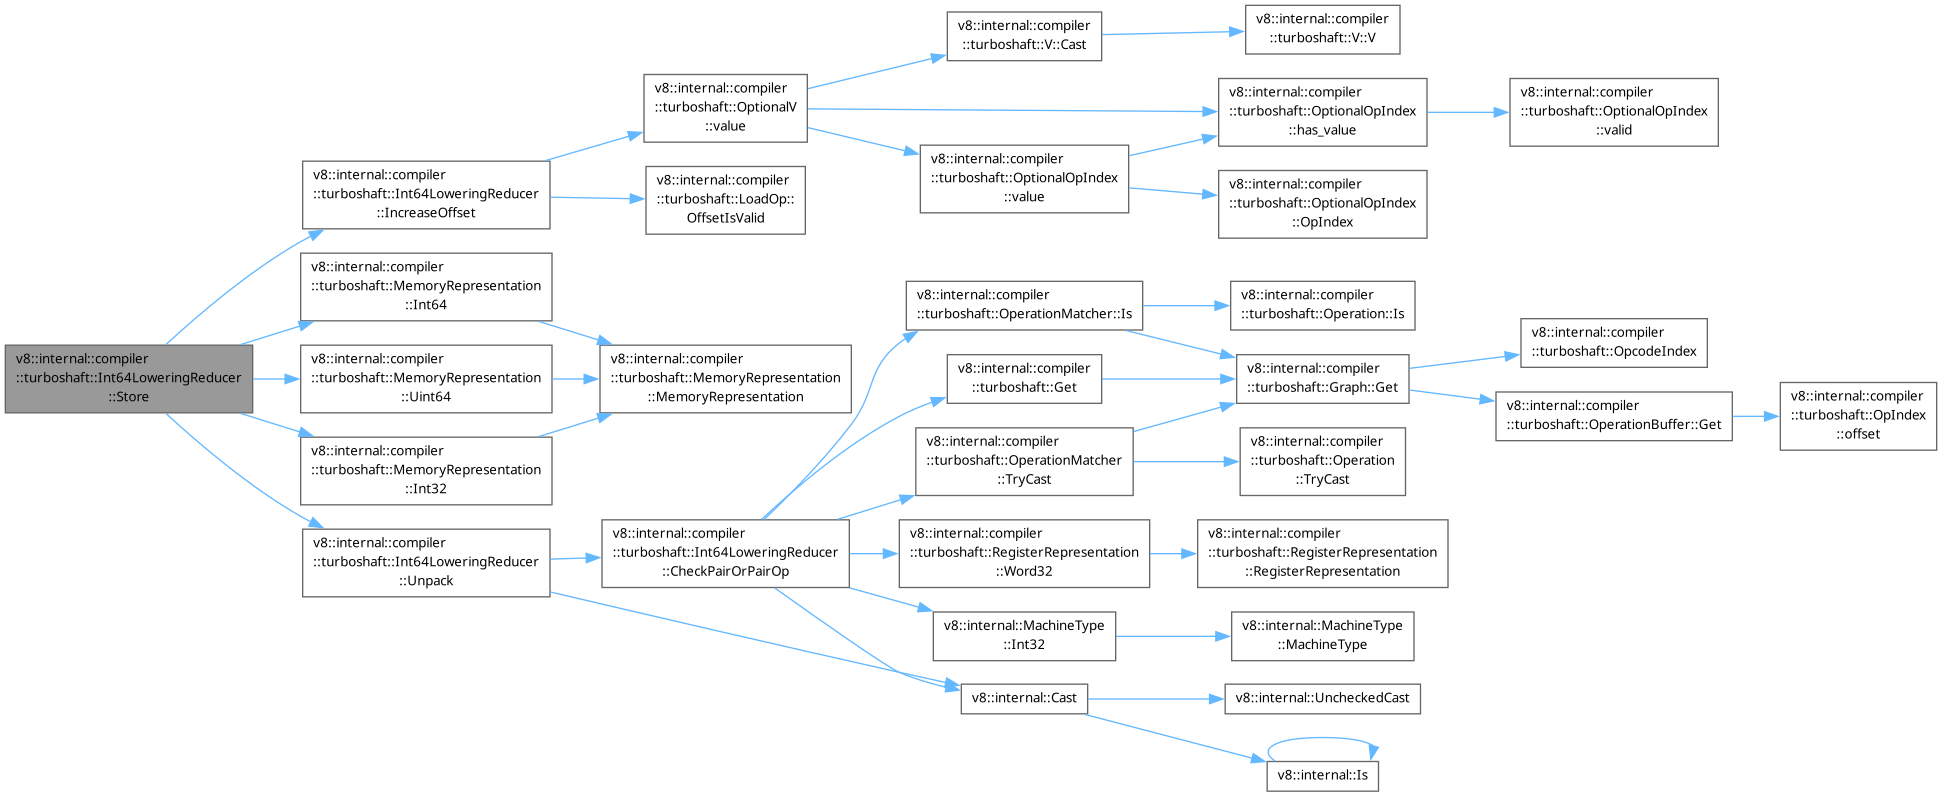 v8::internal::compiler
::turboshaft::Int64LoweringReducer
::Store
v8::internal::compiler
::turboshaft::Int64LoweringReducer
::IncreaseOffset
v8::internal::compiler
::turboshaft::OptionalV
::value
v8::internal::compiler
::turboshaft::V::Cast
v8::internal::compiler
::turboshaft::V::V
v8::internal::compiler
::turboshaft::OptionalOpIndex
::has_value
v8::internal::compiler
::turboshaft::OptionalOpIndex
::valid
v8::internal::compiler
::turboshaft::OptionalOpIndex
::value
v8::internal::compiler
::turboshaft::OptionalOpIndex
::OpIndex
v8::internal::compiler
::turboshaft::LoadOp::
OffsetIsValid
v8::internal::compiler
::turboshaft::MemoryRepresentation
::Int64
v8::internal::compiler
::turboshaft::MemoryRepresentation
::MemoryRepresentation
v8::internal::compiler
::turboshaft::MemoryRepresentation
::Uint64
v8::internal::compiler
::turboshaft::MemoryRepresentation
::Int32
v8::internal::compiler
::turboshaft::Int64LoweringReducer
::Unpack
v8::internal::compiler
::turboshaft::Int64LoweringReducer
::CheckPairOrPairOp
v8::internal::compiler
::turboshaft::OperationMatcher::Is
v8::internal::compiler
::turboshaft::Operation::Is
v8::internal::compiler
::turboshaft::Get
v8::internal::compiler
::turboshaft::Graph::Get
v8::internal::compiler
::turboshaft::OpcodeIndex
v8::internal::compiler
::turboshaft::OperationBuffer::Get
v8::internal::compiler
::turboshaft::OpIndex
::offset
v8::internal::compiler
::turboshaft::OperationMatcher
::TryCast
v8::internal::compiler
::turboshaft::Operation
::TryCast
v8::internal::compiler
::turboshaft::RegisterRepresentation
::Word32
v8::internal::compiler
::turboshaft::RegisterRepresentation
::RegisterRepresentation
v8::internal::MachineType
::Int32
v8::internal::MachineType
::MachineType
v8::internal::Cast
v8::internal::UncheckedCast
v8::internal::Is